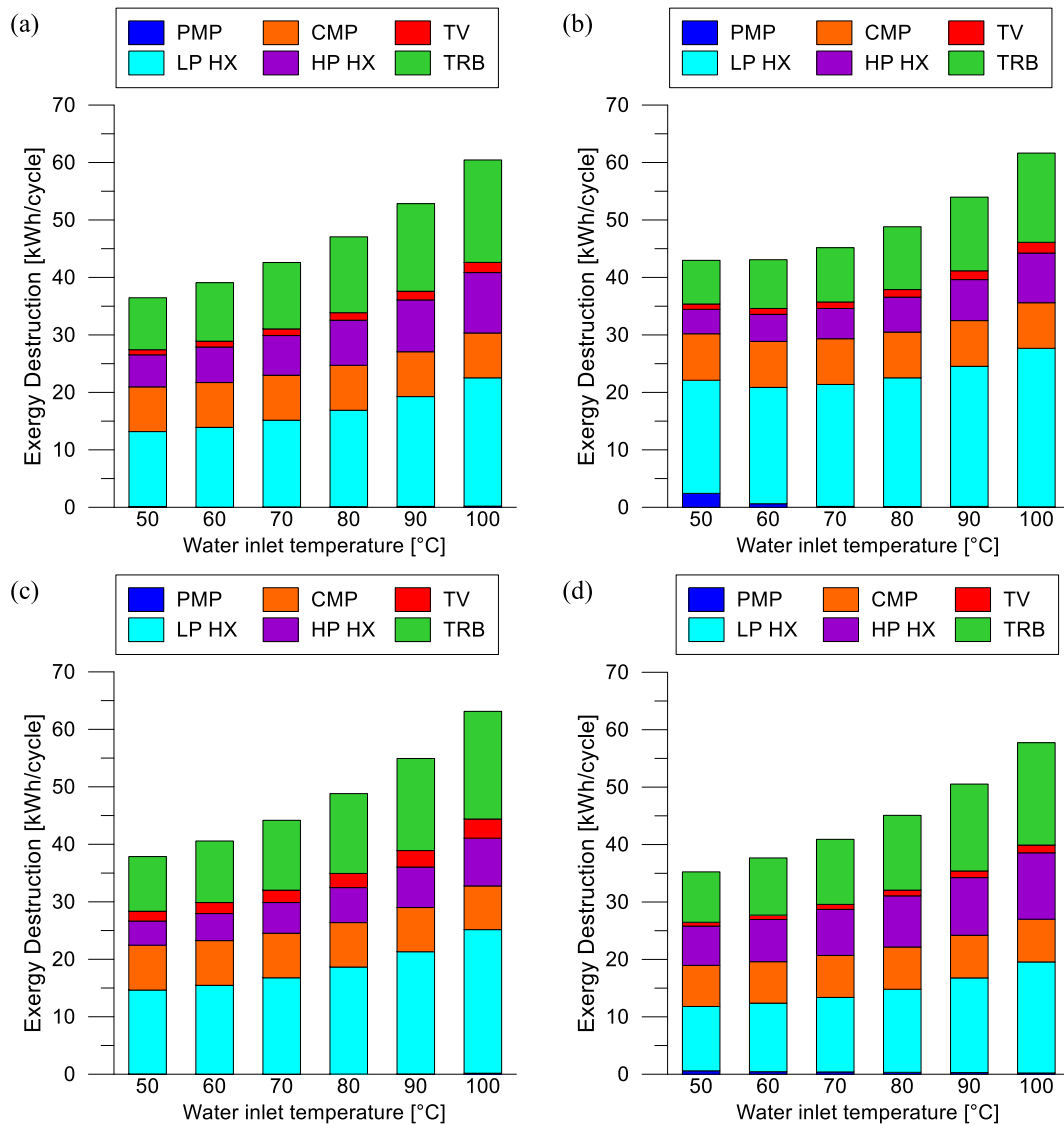 (a)
PMP CMP TV
LP HX HP HX TRB
Exergy Destruction [kWh/cycle]
70
60
50
40
30
20
10
0
50 60 70 80 90 100
Water inlet temperature [°C]
(b)
PMP CMP TV
LP HX HP HX TRB
Exergy Destruction [kWh/cycle]
70
60
50
40
30
20
10
0
50 60 70 80 90 100
Water inlet temperature [°C]
(c)
PMP CMP TV
LP HX HP HX TRB
Exergy Destruction [kWh/cycle]
70
60
50
40
30
20
10
0
50 60 70 80 90 100
Water inlet temperature [°C]
(d)
PMP CMP TV
LP HX HP HX TRB
Exergy Destruction [kWh/cycle]
70
60
50
40
30
20
10
0
50 60 70 80 90 100
Water inlet temperature [°C]